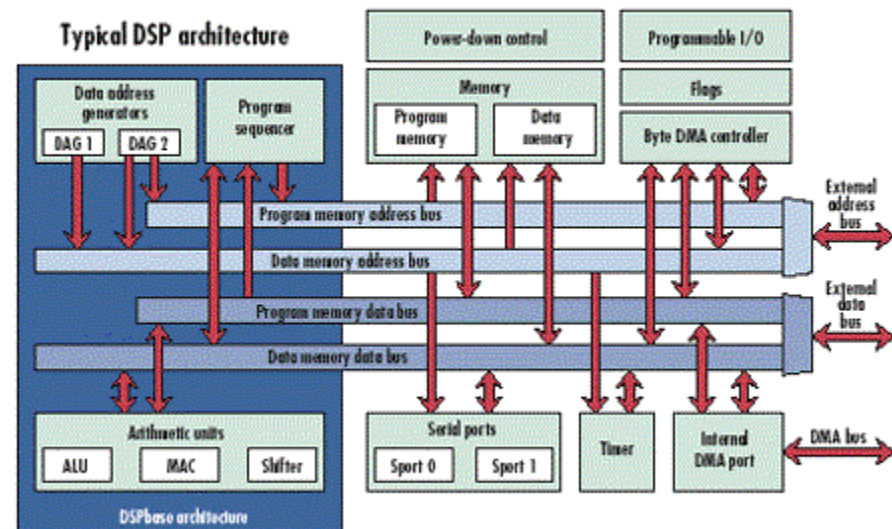 Typical DSP architecture
Data address
generators
DAG 1
DAG 2
Program
sequencer
Power-down control
Memory
Program
memory
Data
memory
Programmable I/O
Flags
Byte DMA controller
Program memory address bus
Data memory address bus
Program memory data bus
Data memory data bus
External
address
bus
External
data
bus
Arithmetic units
ALU
MAC
Shifter
DSPbase architecture
Serial ports
Sport 0
Sport 1
Timer
Internal
DMA port
DMA bus